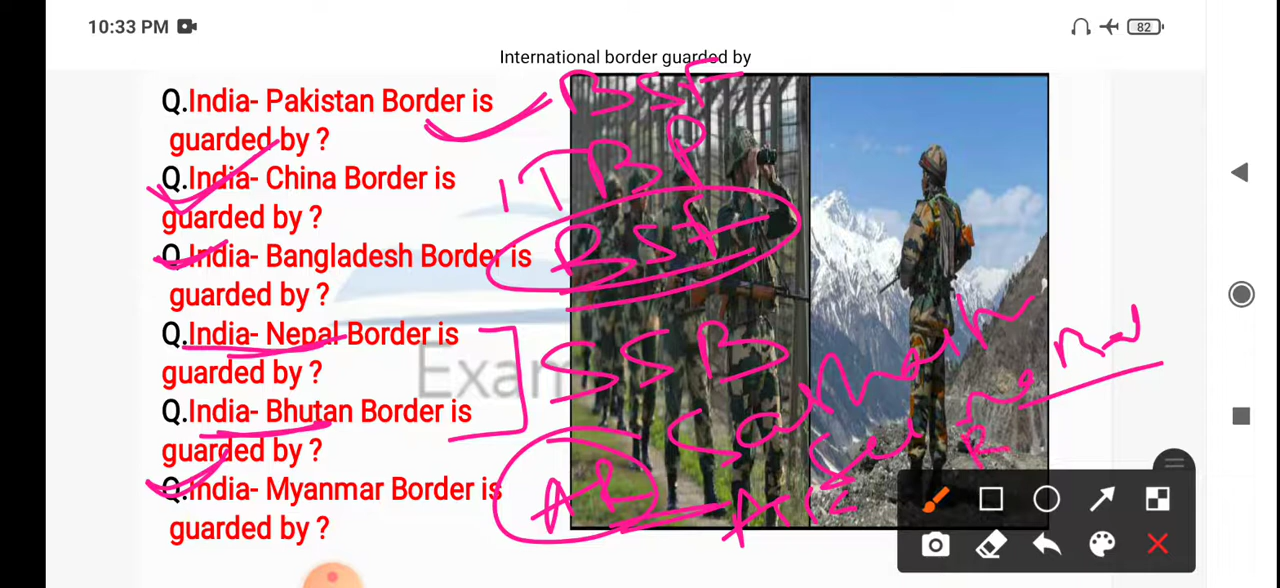 10:33 PM
82
International border guarded by
Q.India- Pakistan Border is
guarded by ?
BSF
Q.India- China Border is
guarded by ?
ITBP
Q.India- Bangladesh Border is
guarded by ?
BSF
Q.India- Nepal Border is
guarded by ?
Q.India- Bhutan Border is
guarded by ?
SSB
Exam
Q.India- Myanmar Border is
guarded by ?
AR